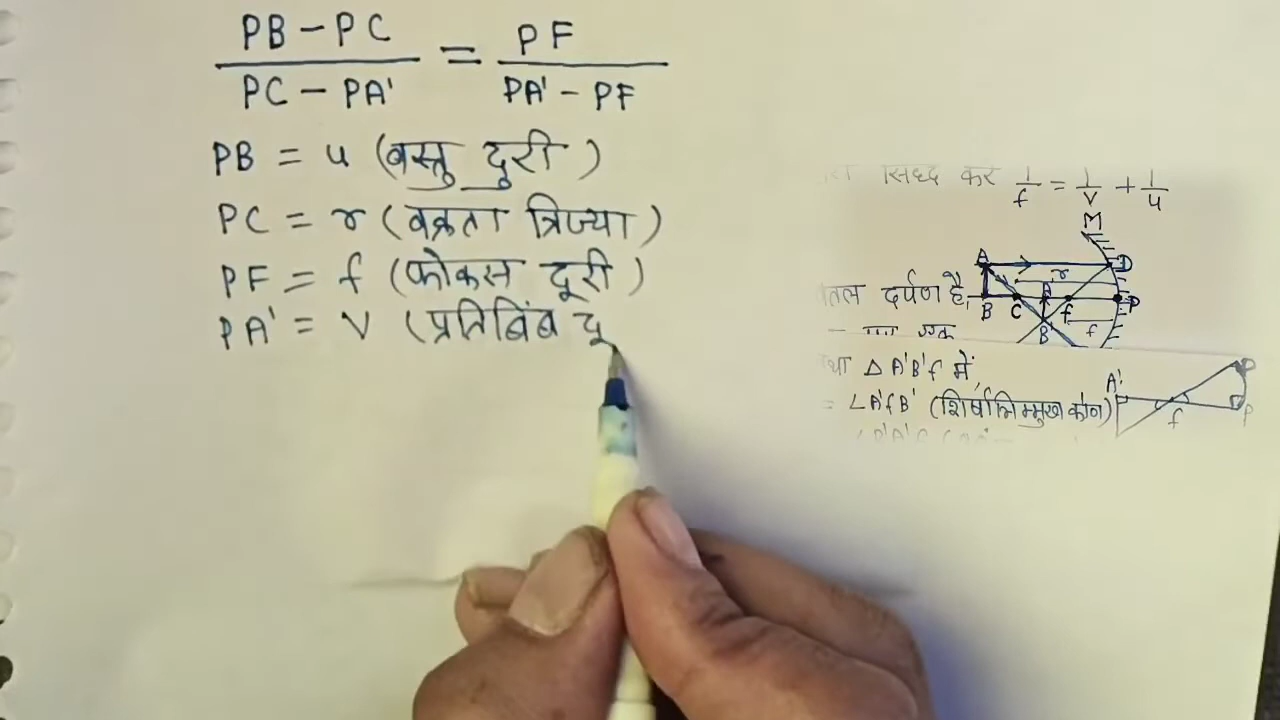 PB - PC / PC - PA' = PF / PA' - PF
PB = u (बस्तु दुरी)
PC = r (वक्रता त्रिज्या)
PF = f (फोकस दूरी)
PA' = v (प्रतिबिंब दू
सिध्द कर 1/f = 1/v + 1/u
M
A D
r
दर्पण है,
B C A' f P
B' f
था Δ A'B'f में,
= ∠A'fB' (शिर्षाभिम्मुख कोण)
A' D
f P